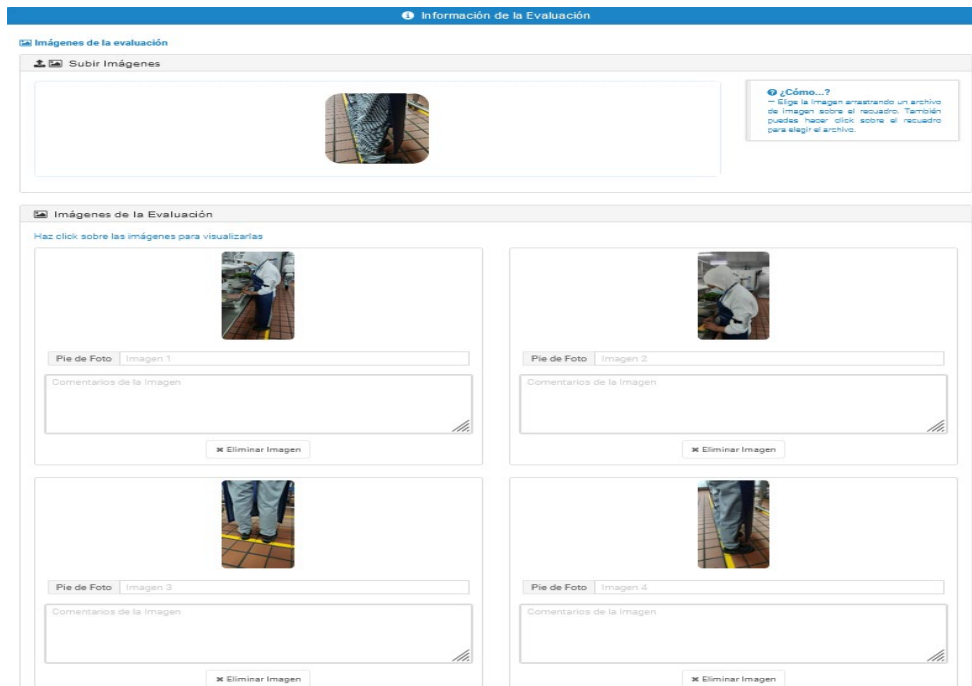 Información de la Evaluación
Imágenes de la evaluación
Subir Imágenes
¿Cómo...?
— Elige la imagen arrastrando un archivo
de imagen sobre el recuadro. También
puedes hacer click sobre el recuadro
para elegir el archivo.
Imágenes de la Evaluación
Haz click sobre las imágenes para visualizarlas
Pie de Foto Imagen 1
Comentarios de la imagen
Eliminar Imagen
Pie de Foto Imagen 2
Comentarios de la imagen
Eliminar Imagen
Pie de Foto Imagen 3
Comentarios de la imagen
Eliminar Imagen
Pie de Foto Imagen 4
Comentarios de la imagen
Eliminar Imagen